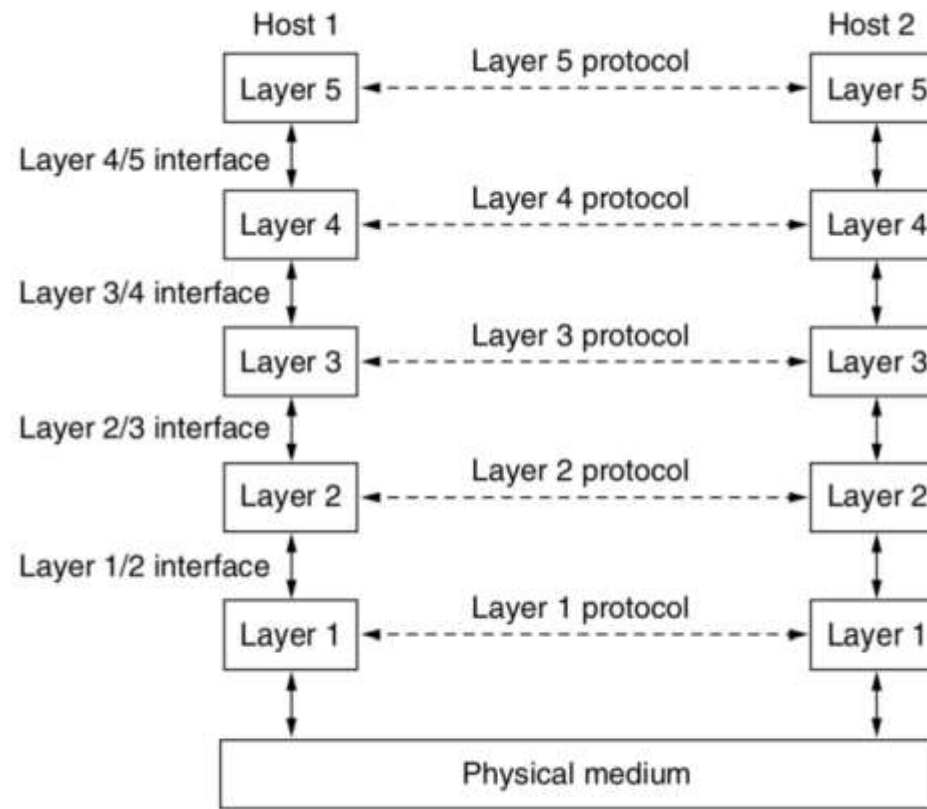 Host 1
Host 2
Layer 5
Layer 5 protocol
Layer 5
Layer 4/5 interface
Layer 4
Layer 4 protocol
Layer 4
Layer 3/4 interface
Layer 3
Layer 3 protocol
Layer 3
Layer 2/3 interface
Layer 2
Layer 2 protocol
Layer 2
Layer 1/2 interface
Layer 1
Layer 1 protocol
Layer 1
Physical medium